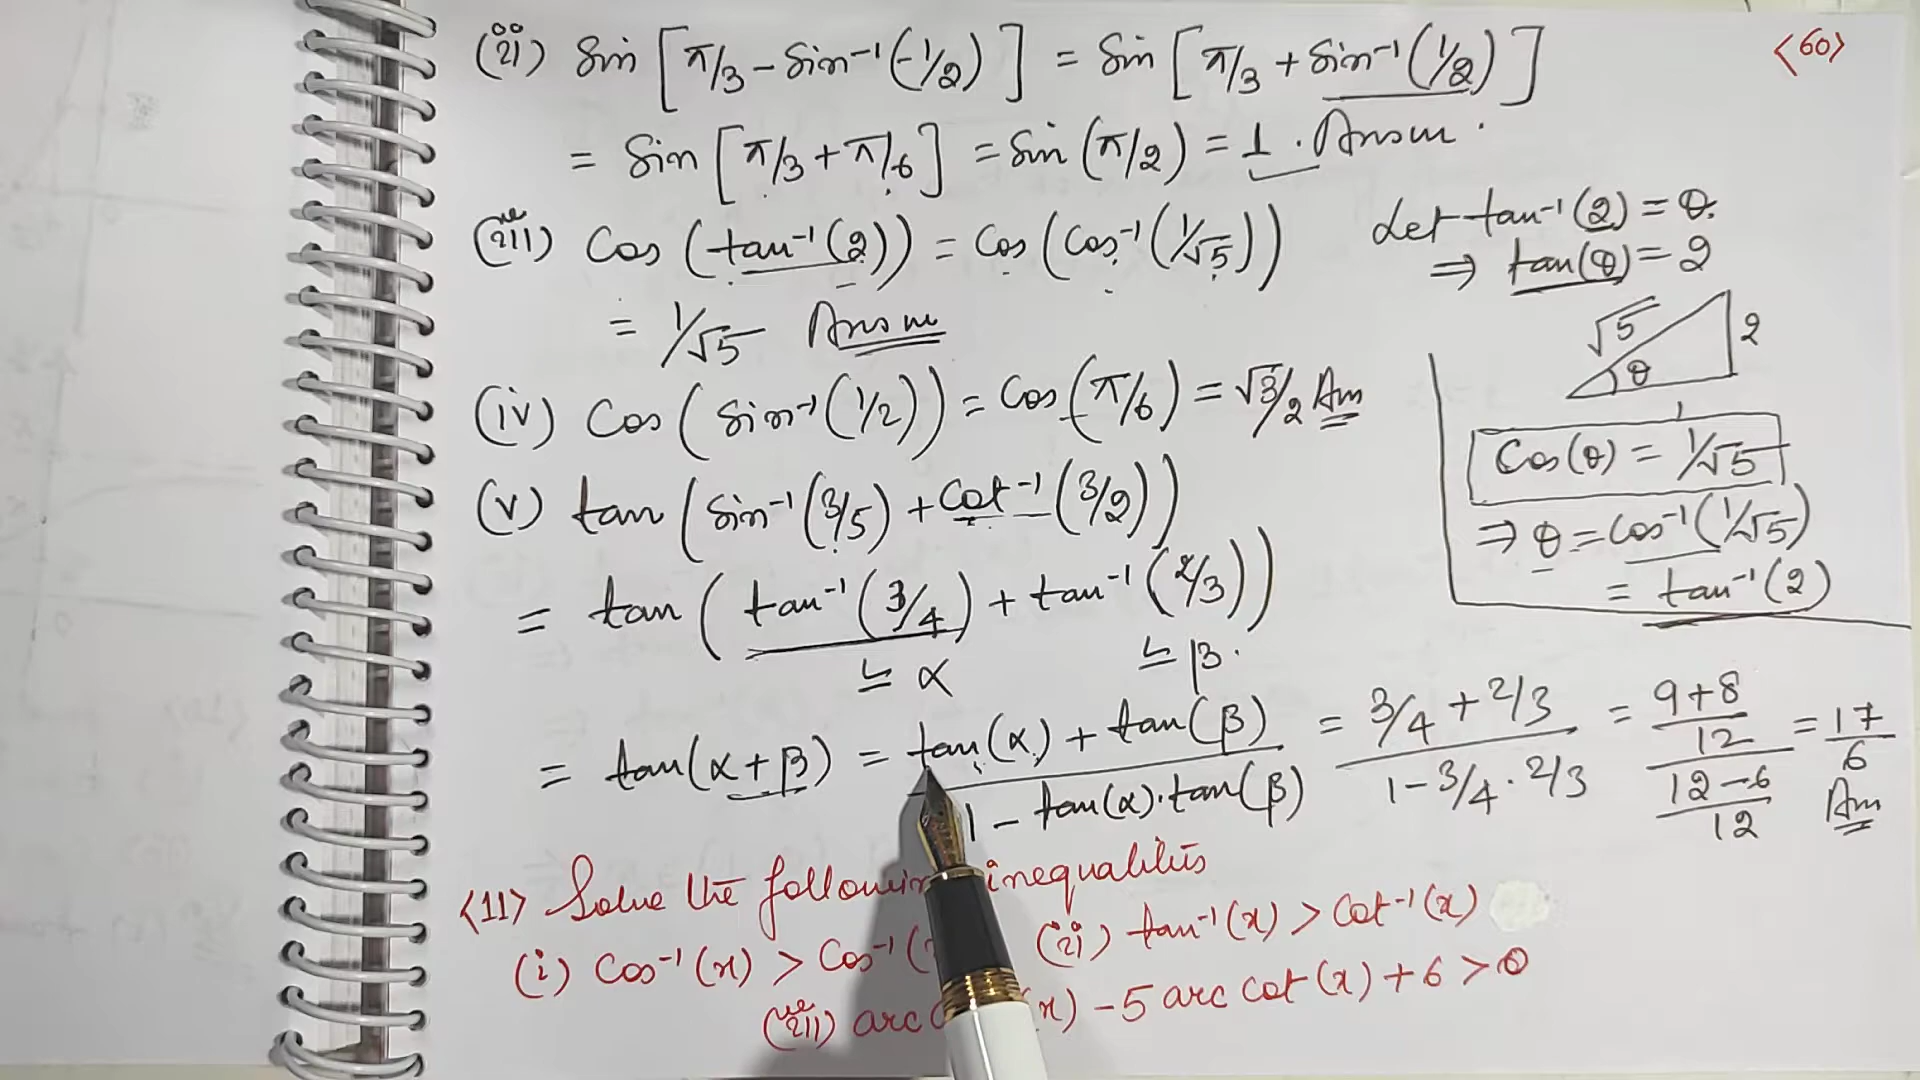 (ii) Sin [π/3 – Sin⁻¹(-1/2)] = Sin [π/3 + Sin⁻¹(1/2)]
<60>
= Sin [π/3 + π/6] = Sin (π/2) = 1 . Answer.
(iii) Cos (tan⁻¹(2)) = Cos (Cos⁻¹(1/√5))
= 1/√5 Answer
Let tan⁻¹(2) = θ.
⇒ tan(θ) = 2
√5 2
θ
1
Cos(θ) = 1/√5
⇒ θ = Cos⁻¹(1/√5)
= tan⁻¹(2)
(iv) Cos (Sin⁻¹(1/2)) = Cos (π/6) = √3/2 Ans
(v) tan (Sin⁻¹(3/5) + Cot⁻¹(3/2))
= tan (tan⁻¹(3/4) + tan⁻¹(2/3))
α β.
= tan(α+β) = (tan(α) + tan(β))/(1 – tan(α).tan(β)) = (3/4 + 2/3)/(1 – 3/4 . 2/3) = ((9+8)/12)/((12–6)/12) = 17/6
Ans
<11> Solve the following inequalities
(i) Cos⁻¹(x) > Cos⁻¹( (ii) tan⁻¹(x) > Cot⁻¹(x)
(iii) arc (x) – 5 arc cot (x) + 6 > 0